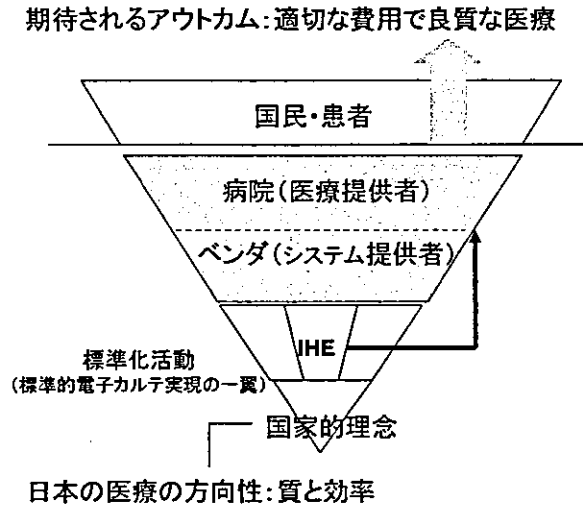 期待されるアウトカム:適切な費用で良質な医療
国民・患者
病院(医療提供者)
ベンダ(システム提供者)
IHE
標準化活動
(標準的電子カルテ実現の一翼)
国家的理念
日本の医療の方向性:質と効率